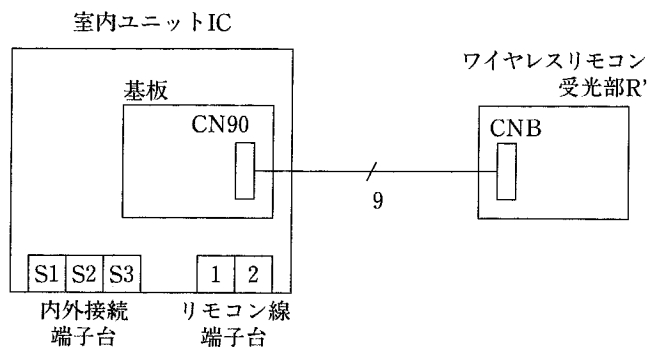 室内ユニットIC
ワイヤレスリモコン
受光部R'
基板
CN90
CNB
9
S1 S2 S3
1 2
内外接続
端子台
リモコン線
端子台